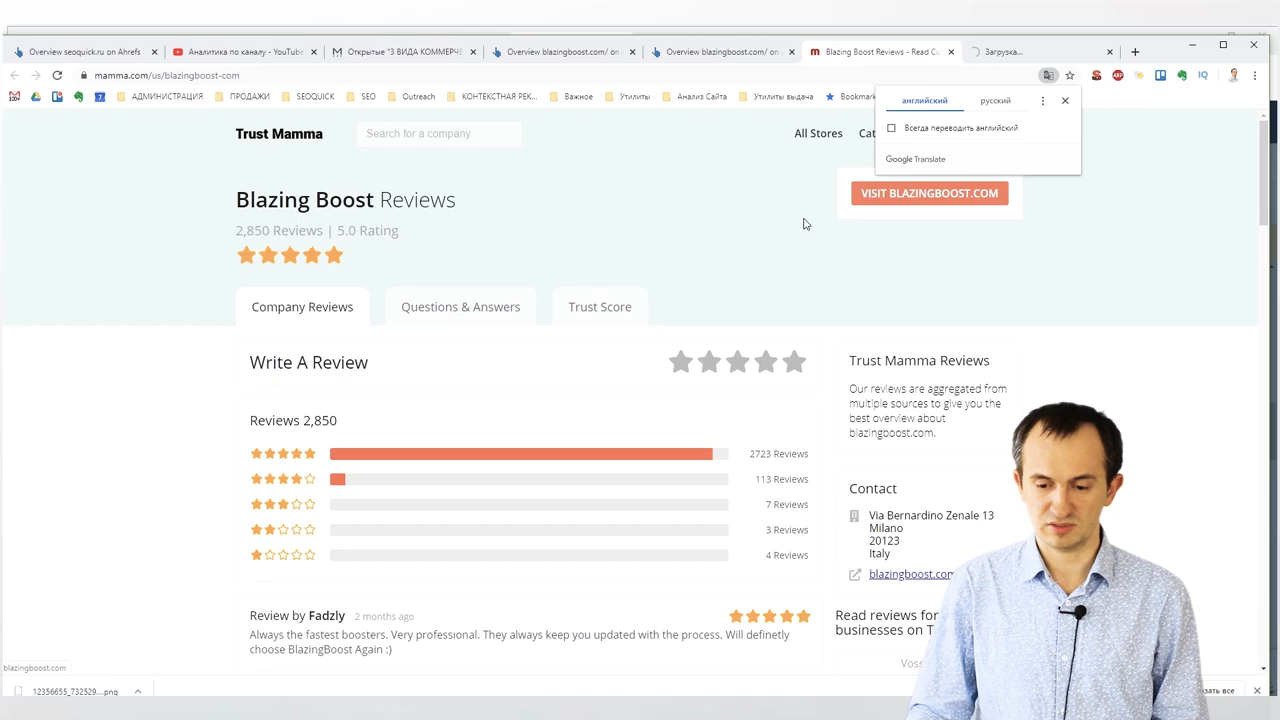 Overview seoquick.ru on Ahrefs
Аналитика по каналу - YouTube
Открытые "3 ВИДА КОММЕРЧЕ
Overview blazingboost.com/ on
Overview blazingboost.com/ on
Blazing Boost Reviews - Read Cu
Загрузка...
mamma.com/us/blazingboost-com
АДМИНИСТРАЦИЯ
ПРОДАЖИ
SEOQUICK
SEO
Outreach
КОНТЕКСТНАЯ РЕК...
Важное
Утилиты
Анализ Сайта
Утилиты выдача
Bookmark
английский
русский
Всегда переводить английский
Google Translate
Trust Mamma
Search for a company
All Stores
Cat
VISIT BLAZINGBOOST.COM
Blazing Boost Reviews
2,850 Reviews | 5.0 Rating
Company Reviews
Questions & Answers
Trust Score
Write A Review
Reviews 2,850
2723 Reviews
113 Reviews
7 Reviews
3 Reviews
4 Reviews
Review by Fadzly 2 months ago
Always the fastest boosters. Very professional. They always keep you updated with the process. Will definetly
choose BlazingBoost Again :)
Trust Mamma Reviews
Our reviews are aggregated from
multiple sources to give you the
best overview about
blazingboost.com.
Contact
Via Bernardino Zenale 13
Milano
20123
Italy
blazingboost.com
Read reviews for
businesses on T
Voss
blazingboost.com
12356655_732529....png
зать все